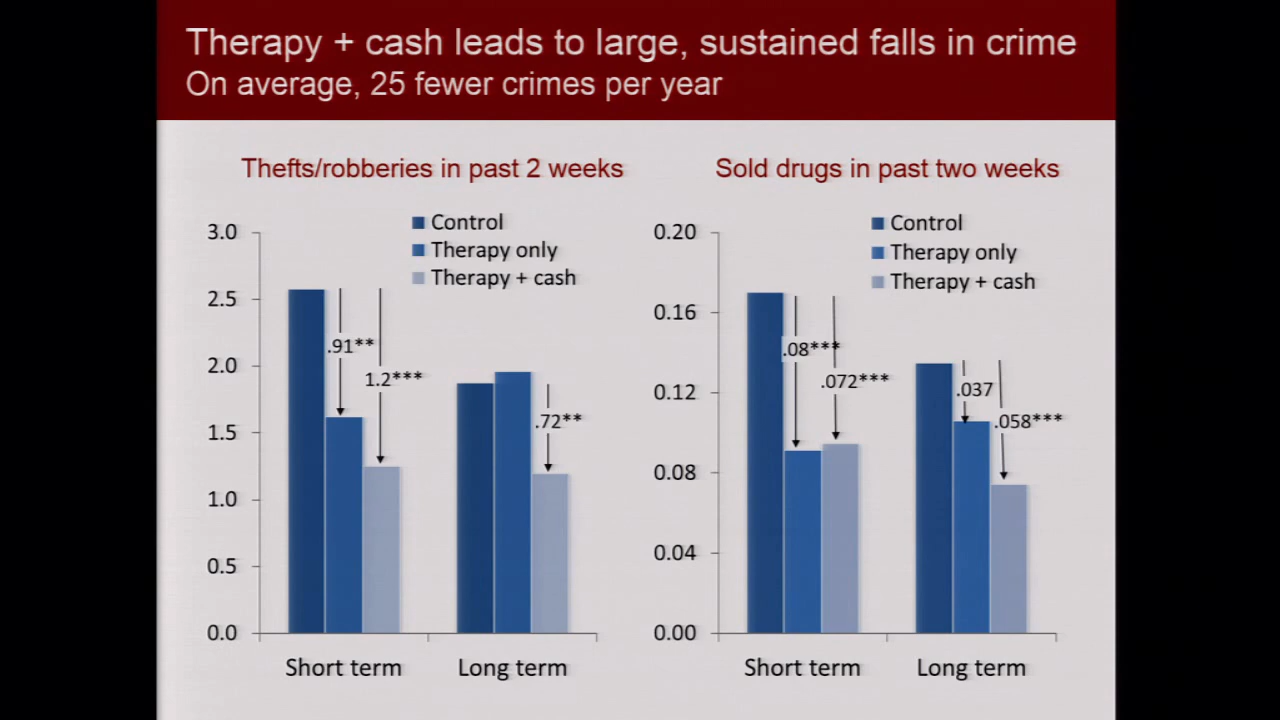 Therapy + cash leads to large, sustained falls in crime
On average, 25 fewer crimes per year
Thefts/robberies in past 2 weeks
3.0
2.5
2.0
1.5
1.0
0.5
0.0
Control
Therapy only
Therapy + cash
.91**
1.2***
.72**
Short term
Long term
Sold drugs in past two weeks
0.20
0.16
0.12
0.08
0.04
0.00
Control
Therapy only
Therapy + cash
.08***
.072***
.037
.058***
Short term
Long term